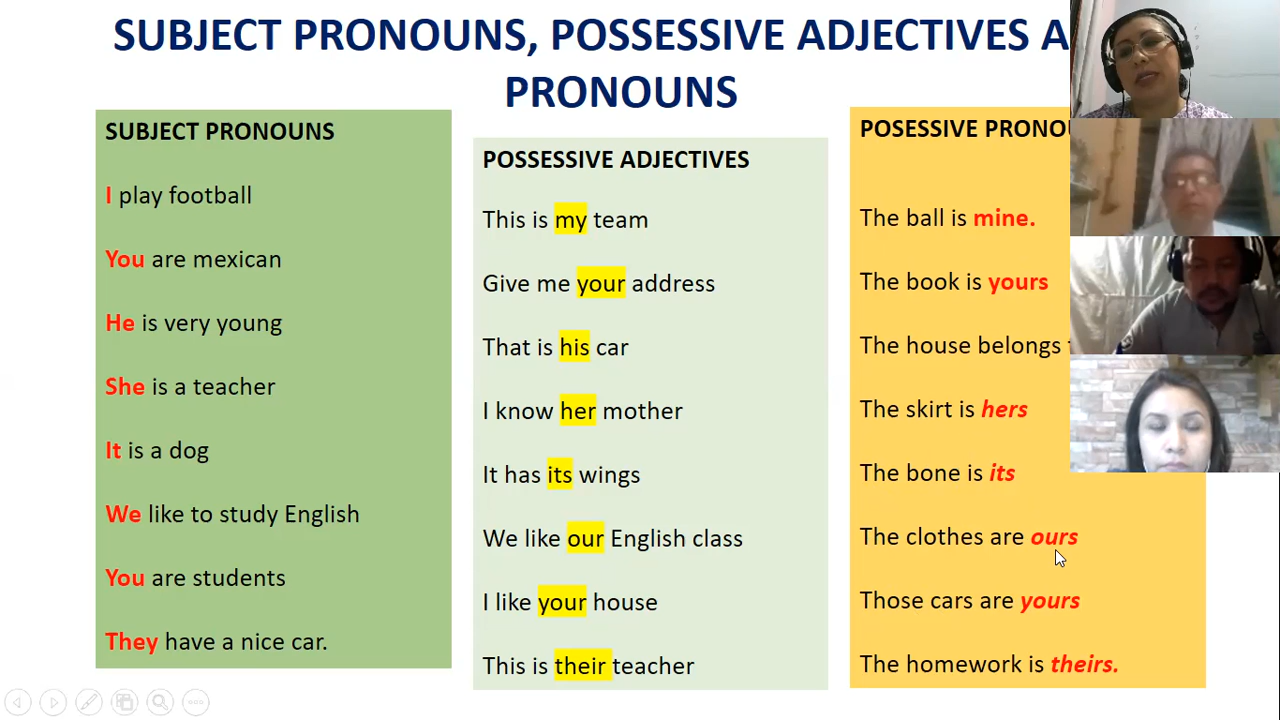 SUBJECT PRONOUNS, POSSESSIVE ADJECTIVES
PRONOUNS
SUBJECT PRONOUNS
I play football
You are mexican
He is very young
She is a teacher
It is a dog
We like to study English
You are students
They have a nice car.
POSSESSIVE ADJECTIVES
This is my team
Give me your address
That is his car
I know her mother
It has its wings
We like our English class
I like your house
This is their teacher
POSESSIVE
The ball is mine.
The book is yours
The house belongs
The skirt is hers
The bone is its
The clothes are ours
Those cars are yours
The homework is theirs.